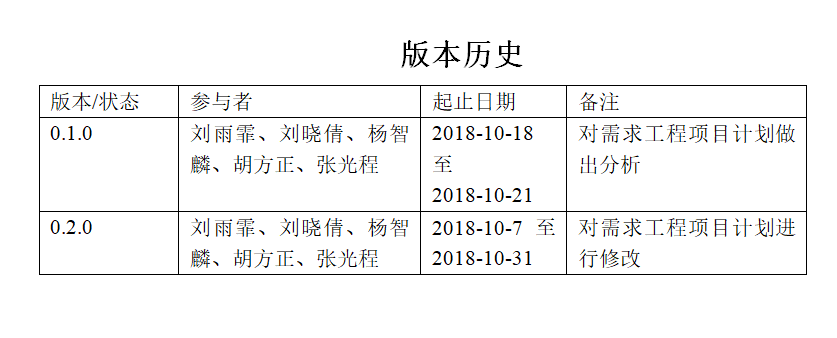 版本历史
版本/状态 参与者 起止日期 备注
0.1.0 刘雨霏、刘晓倩、杨智 2018-10-18 对需求工程项目计划做
麟、胡方正、张光程 至 出分析
2018-10-21
0.2.0 刘雨霏、刘晓倩、杨智 2018-10-7 至 对需求工程项目计划进
麟、胡方正、张光程 2018-10-31 行修改